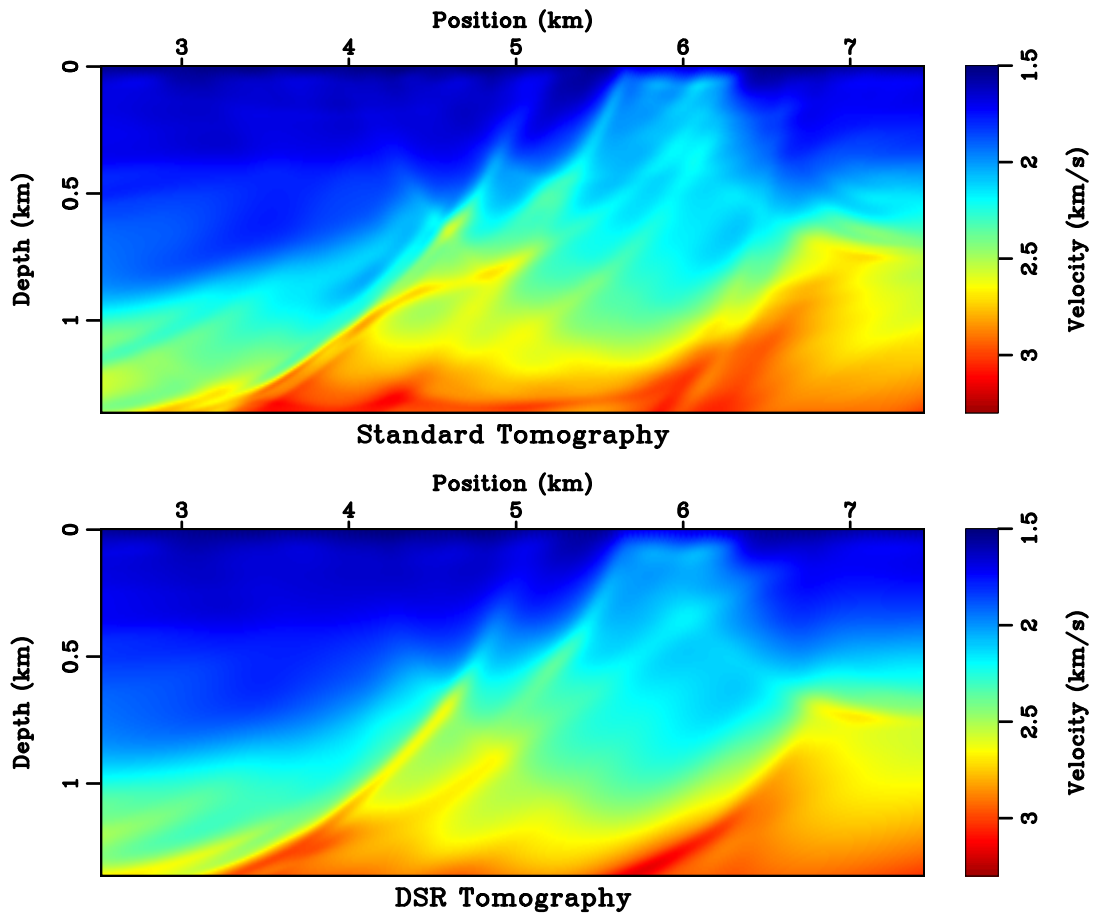 Position (km)
3 4 5 6 7
0
0.5
1
Depth (km)
1.5
2
2.5
3
Velocity (km/s)
Standard Tomography
Position (km)
3 4 5 6 7
0
0.5
1
Depth (km)
1.5
2
2.5
3
Velocity (km/s)
DSR Tomography